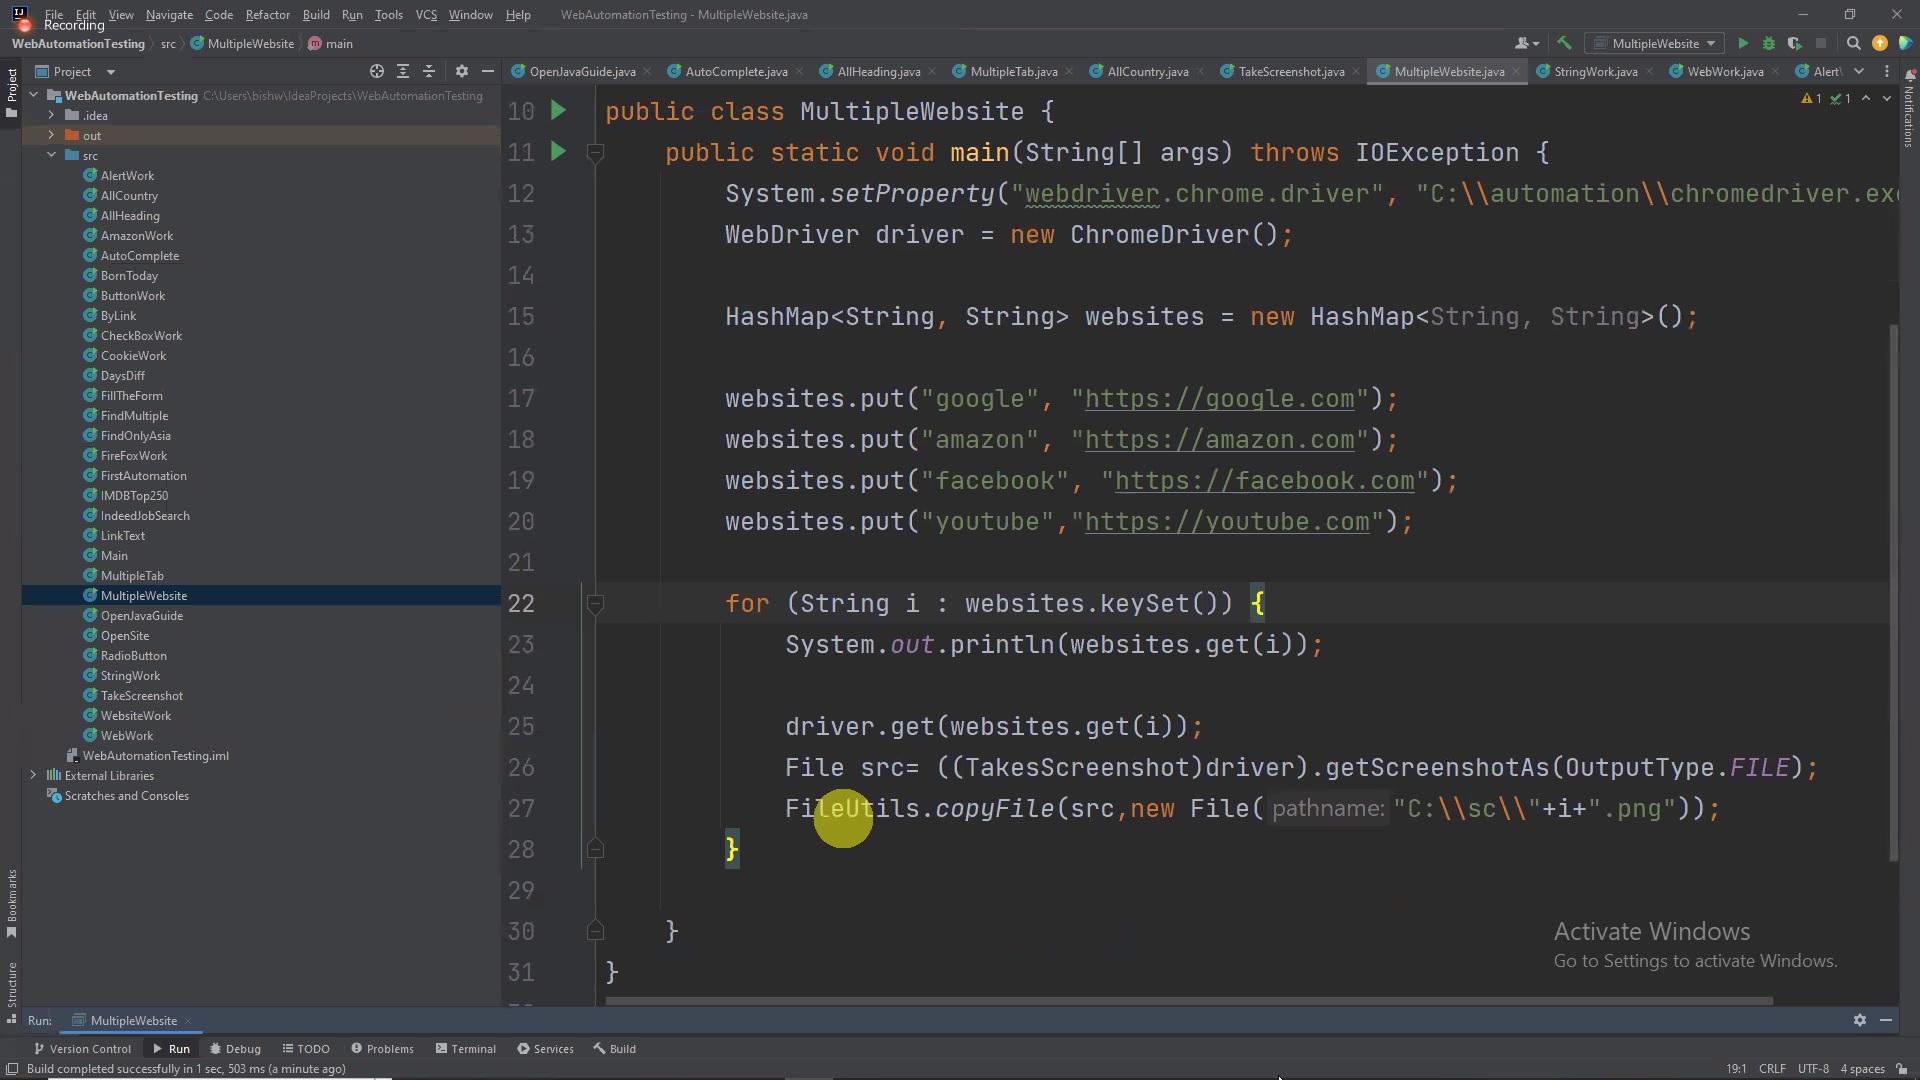 File Edit View Navigate Code Refactor Build Run Tools VCS Window Help WebAutomationTesting - MultipleWebsite.java
Recording
WebAutomationTesting src MultipleWebsite main
MultipleWebsite
Project
OpenJavaGuide.java AutoComplete.java AllHeading.java MultipleTab.java AllCountry.java TakeScreenshot.java MultipleWebsite.java StringWork.java WebWork.java Alert
Project
Notifications
WebAutomationTesting C:\Users\bishw\IdeaProjects\WebAutomationTesting
.idea
out
src
AlertWork
AllCountry
AllHeading
AmazonWork
AutoComplete
BornToday
ButtonWork
ByLink
CheckBoxWork
CookieWork
DaysDiff
FillTheForm
FindMultiple
FindOnlyAsia
FireFoxWork
FirstAutomation
IMDBTop250
IndeedJobSearch
LinkText
Main
MultipleTab
MultipleWebsite
OpenJavaGuide
OpenSite
RadioButton
StringWork
TakeScreenshot
WebsiteWork
WebWork
WebAutomationTesting.iml
External Libraries
Scratches and Consoles
Bookmarks
Structure
1 1
10 public class MultipleWebsite {
11 public static void main(String[] args) throws IOException {
12 System.setProperty("webdriver.chrome.driver", "C:\\automation\\chromedriver.exe
13 WebDriver driver = new ChromeDriver();
14
15 HashMap<String, String> websites = new HashMap<String, String>();
16
17 websites.put("google", "https://google.com");
18 websites.put("amazon", "https://amazon.com");
19 websites.put("facebook", "https://facebook.com");
20 websites.put("youtube","https://youtube.com");
21
22 for (String i : websites.keySet()) {
23 System.out.println(websites.get(i));
24
25 driver.get(websites.get(i));
26 File src= ((TakesScreenshot)driver).getScreenshotAs(OutputType.FILE);
27 FileUtils.copyFile(src,new File( pathname: "C:\\sc\\"+i+".png"));
28 }
29
30 }
31 }
Activate Windows
Go to Settings to activate Windows.
Run: MultipleWebsite
Version Control Run Debug TODO Problems Terminal Services Build
Build completed successfully in 1 sec, 503 ms (a minute ago) 19:1 CRLF UTF-8 4 spaces